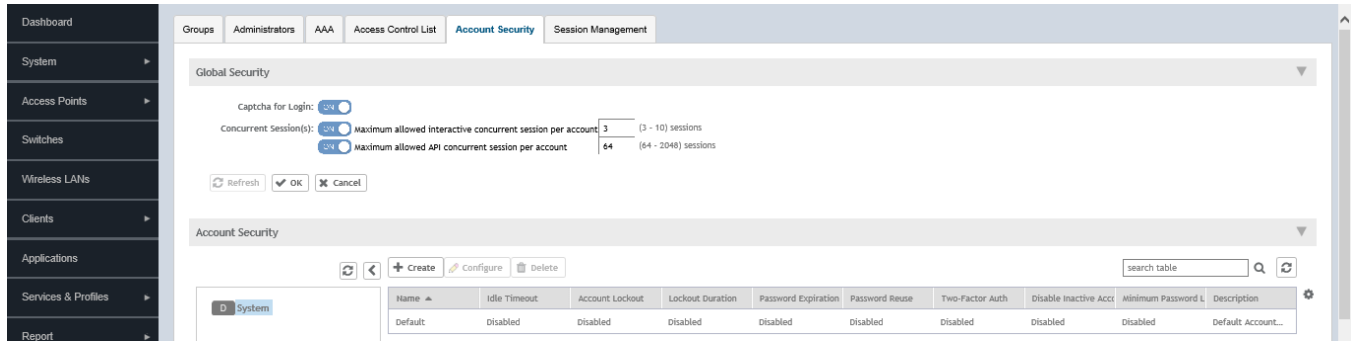 Dashboard
System
Access Points
Switches
Wireless LANs
Clients
Applications
Services & Profiles
Report
Groups Administrators AAA Access Control List Account Security Session Management
Global Security
Captcha for Login: ON
Concurrent Session(s): ON Maximum allowed interactive concurrent session per account 3 (3 - 10) sessions
ON Maximum allowed API concurrent session per account 64 (64 - 2048) sessions
Refresh OK Cancel
Account Security
Create Configure Delete search table
D System
Name Idle Timeout Account Lockout Lockout Duration Password Expiration Password Reuse Two-Factor Auth Disable Inactive Acc Minimum Password L Description
Default Disabled Disabled Disabled Disabled Disabled Disabled Disabled Disabled Default Account...